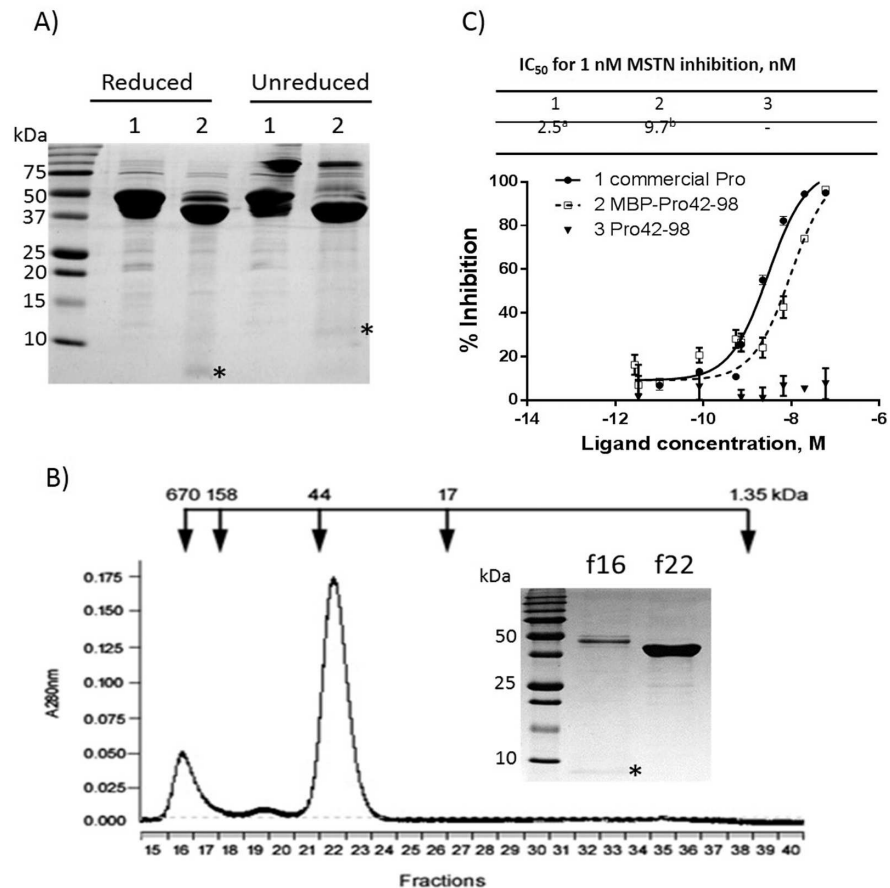 A)
Reduced Unreduced
1 2 1 2
kDa
75
50
37
25
20
15
10
*
*
C)
IC50 for 1 nM MSTN inhibition, nM
1 2 3
2.5a 9.7b -
100
80
60
40
20
0
% Inhibition
1 commercial Pro
2 MBP-Pro42-98
3 Pro42-98
-14 -12 -10 -8 -6
Ligand concentration, M
B)
670 158 44 17 1.35 kDa
0.175
0.150
0.125
0.100
0.075
0.050
0.025
0.000
A280nm
15 16 17 18 19 20 21 22 23 24 25 26 27 28 29 30 31 32 33 34 35 36 37 38 39 40
Fractions
f16 f22
kDa
50
25
10
*